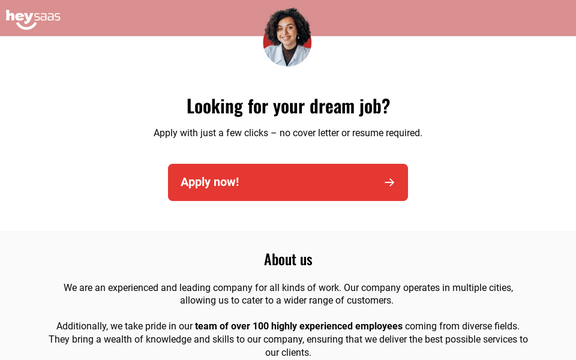 heysaas
Looking for your dream job?
Apply with just a few clicks – no cover letter or resume required.
Apply now!
About us
We are an experienced and leading company for all kinds of work. Our company operates in multiple cities,
allowing us to cater to a wider range of customers.
Additionally, we take pride in our team of over 100 highly experienced employees coming from diverse fields.
They bring a wealth of knowledge and skills to our company, ensuring that we deliver the best possible services to
our clients.